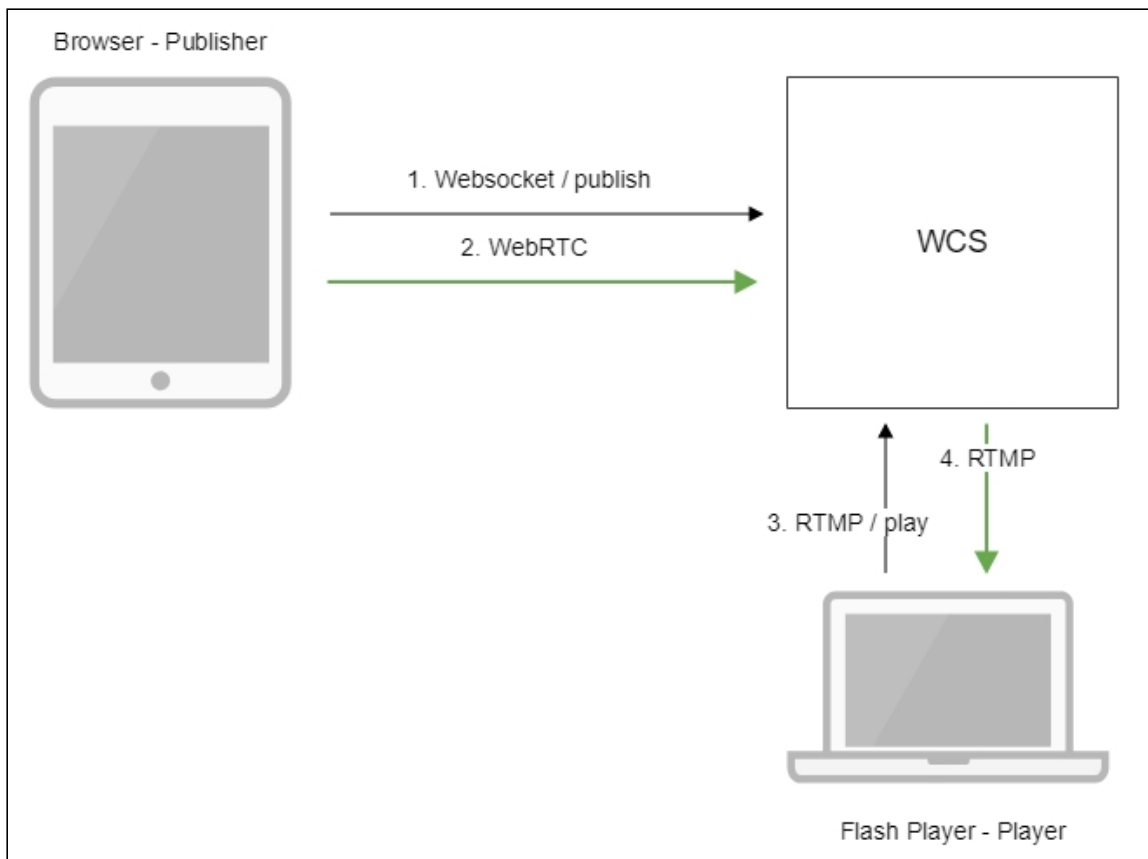 Browser - Publisher
1. Websocket / publish
2. WebRTC
WCS
4. RTMP
3. RTMP / play
Flash Player - Player